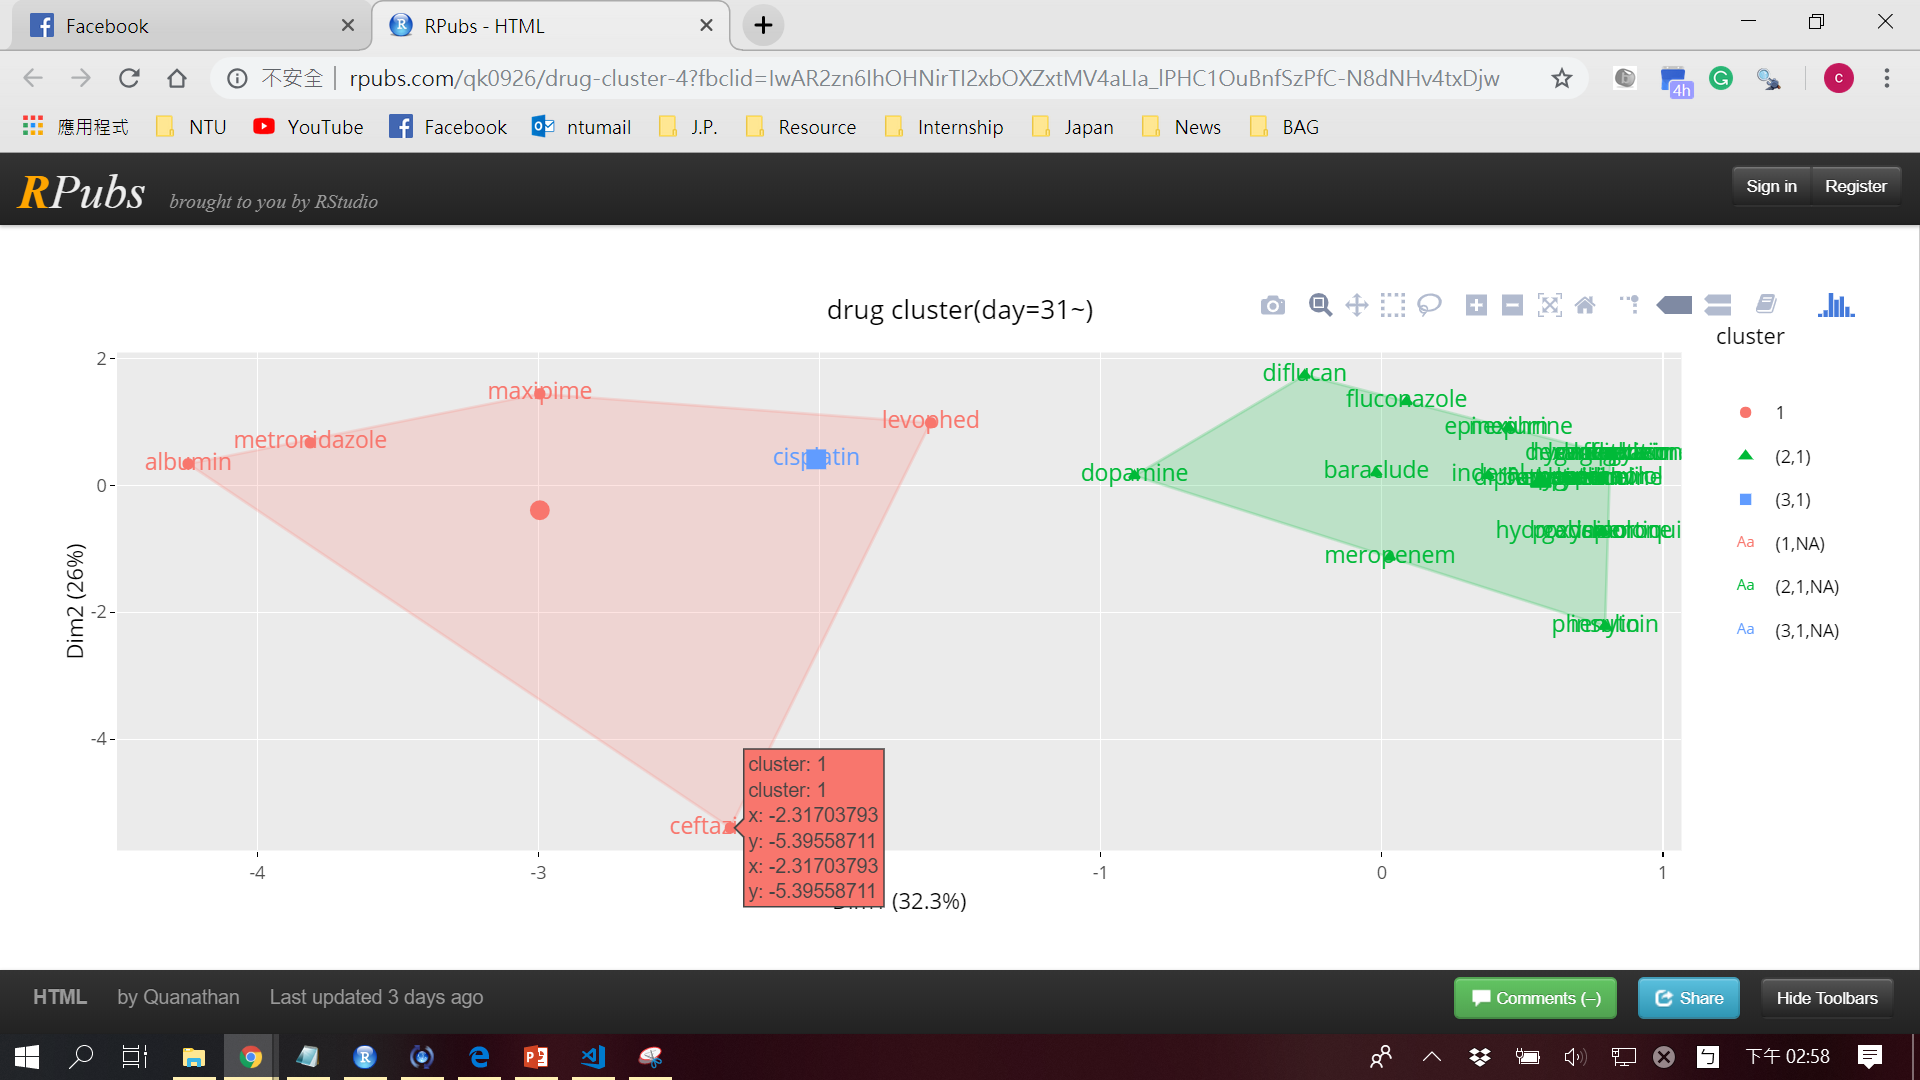 Facebook
RPubs - HTML
不安全 rpubs.com/qk0926/drug-cluster-4?fbclid=IwAR2zn6IhOHNirTI2xbOXZxtMV4aLIa_lPHC1OuBnfSzPfC-N8dNHv4txDjw
4h
c
應用程式 NTU YouTube Facebook ntumail J.P. Resource Internship Japan News BAG
RPubs brought to you by RStudio Sign in Register
drug cluster(day=31~)
cluster
1
(2,1)
(3,1)
Aa (1,NA)
Aa (2,1,NA)
Aa (3,1,NA)
2
0
-2
-4
Dim2 (26%)
diflucan
maxipime
fluconazole
levophed
metronidazole
cisplatin
albumin
dopamine
baraclude
meropenem
cluster: 1
cluster: 1
x: -2.31703793
y: -5.39558711
x: -2.31703793
y: -5.39558711
ceftazi
-4 -3 -1 0 1
(32.3%)
HTML by Quanathan Last updated 3 days ago
Comments (–) Share Hide Toolbars
下午 02:58